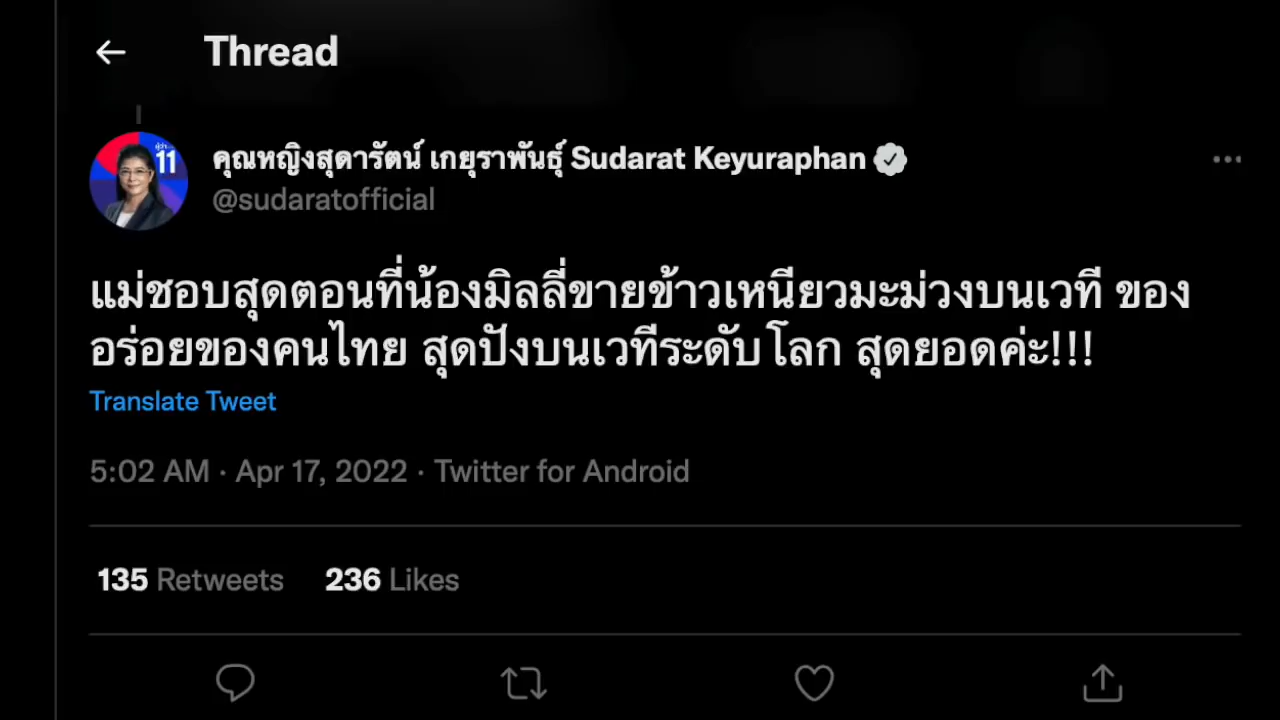 Thread
คุณหญิงสุดารัตน์ เกยุราพันธุ์ Sudarat Keyuraphan
@sudaratofficial
แม่ชอบสุดตอนที่น้องมิลลี่ขายข้าวเหนียวมะม่วงบนเวที ของ
อร่อยของคนไทย สุดปังบนเวทีระดับโลก สุดยอดค่ะ!!!
Translate Tweet
5:02 AM · Apr 17, 2022 · Twitter for Android
135 Retweets 236 Likes
11